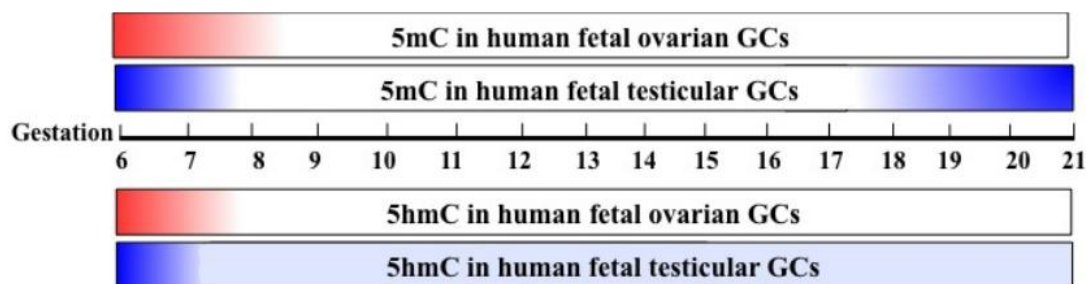 5mC in human fetal ovarian GCs
5mC in human fetal testicular GCs
Gestation
6 7 8 9 10 11 12 13 14 15 16 17 18 19 20 21
5hmC in human fetal ovarian GCs
5hmC in human fetal testicular GCs